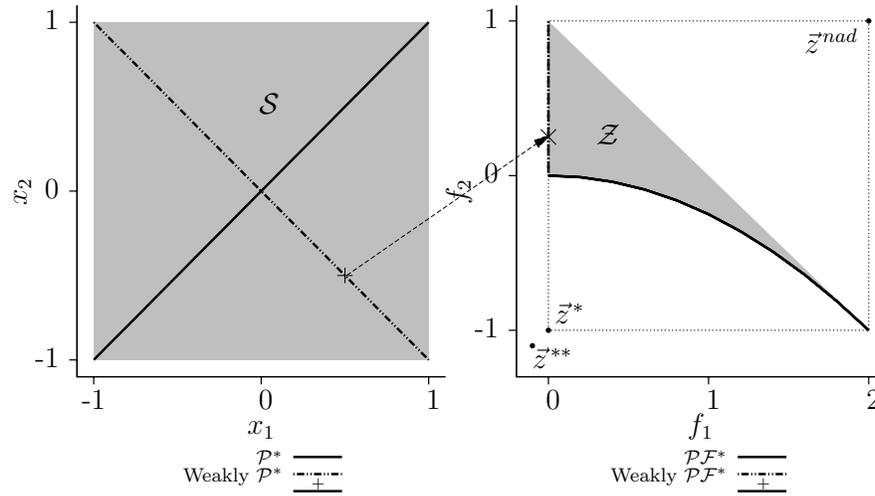 1
x₂
0
-1
𝒮
-1 0 1
x₁
𝒫*
Weakly 𝒫*
+
1
f₂
0
-1
𝒵
z⃗ⁿᵃᵈ
z⃗*
z⃗**
0 1 2
f₁
𝒫ℱ*
Weakly 𝒫ℱ*
+